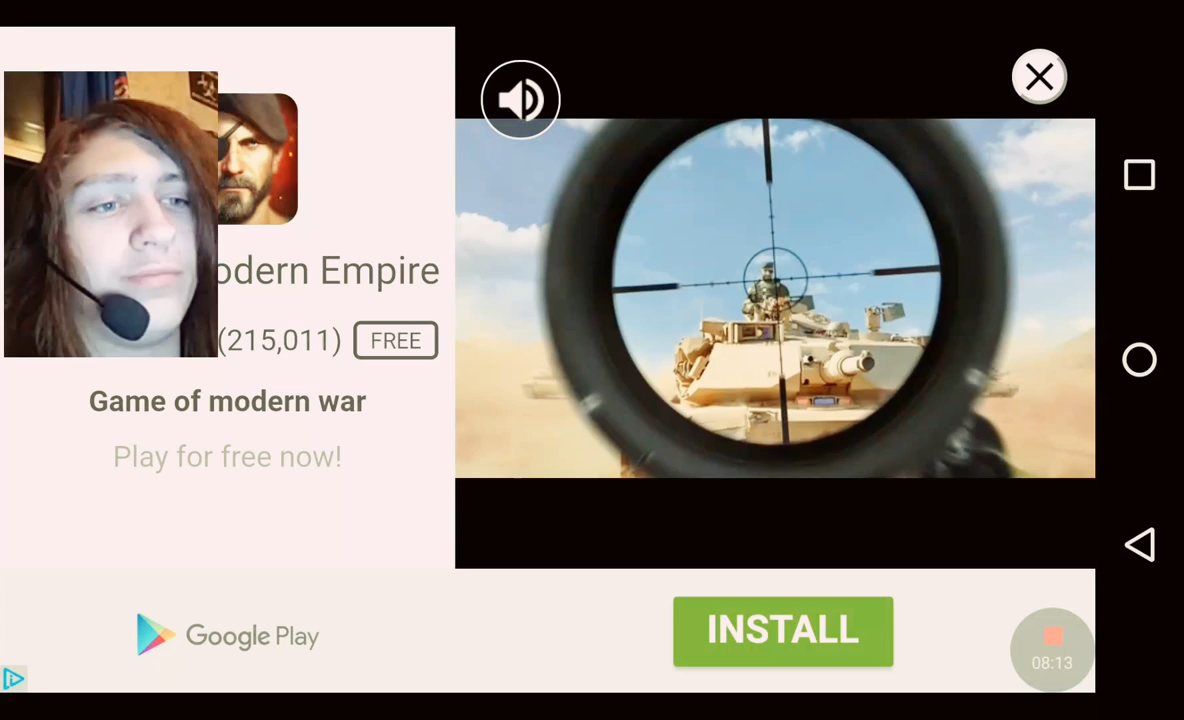 odern Empire
(215,011) FREE
Game of modern war
Play for free now!
Google Play
INSTALL
08:13